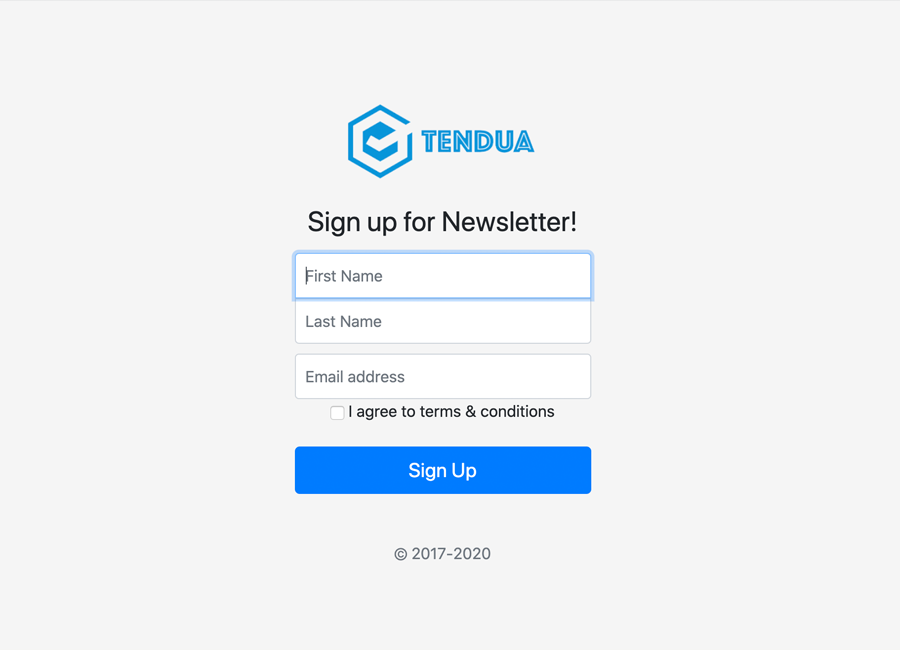 TENDUA
Sign up for Newsletter!
First Name
Last Name
Email address
I agree to terms & conditions
Sign Up
© 2017-2020